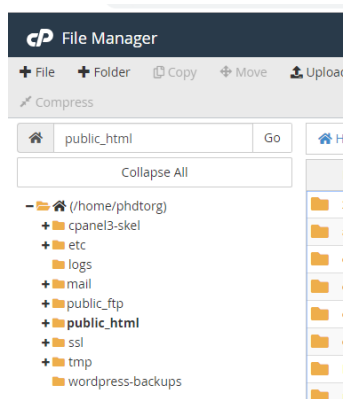 cP File Manager
File Folder Copy Move Upload
Compress
public_html Go
Collapse All
(/home/phdtorg)
cpanel3-skel
etc
logs
mail
public_ftp
public_html
ssl
tmp
wordpress-backups